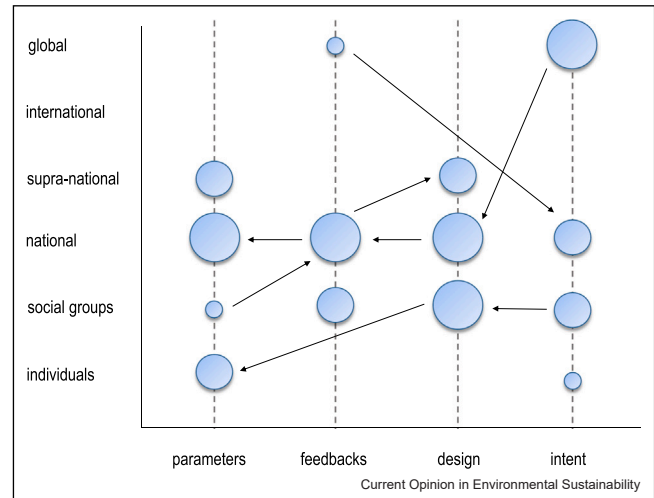 global
international
supra-national
national
social groups
individuals
parameters feedbacks design intent
Current Opinion in Environmental Sustainability